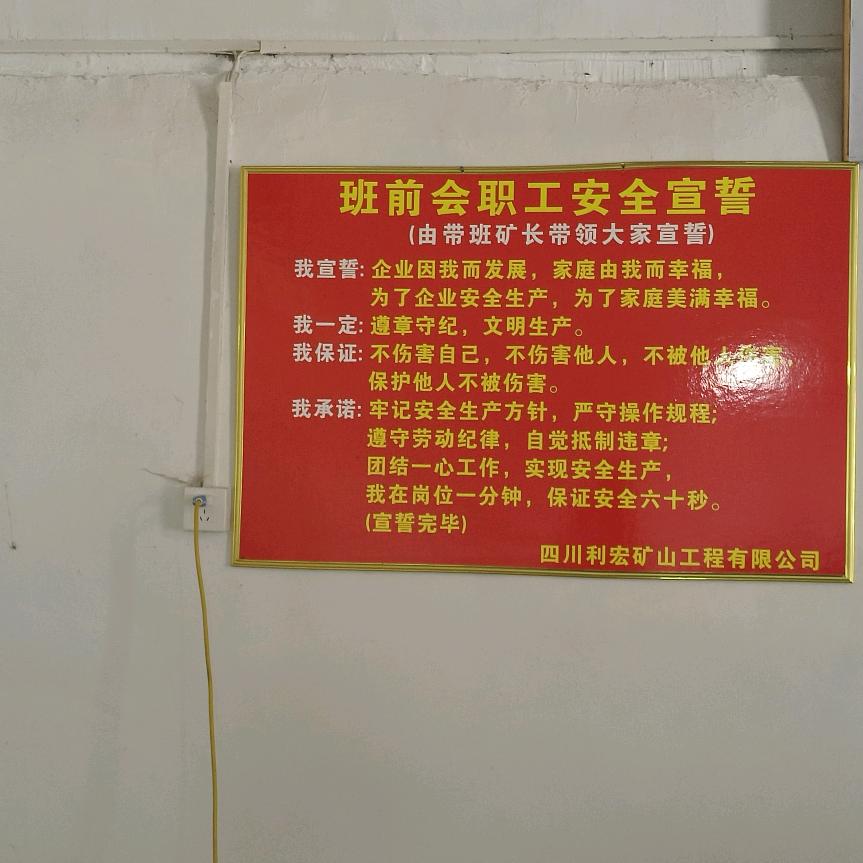 班前会职工安全宣誓
(由带班矿长带领大家宣誓)
我宣誓: 企业因我而发展，家庭由我而幸福，
为了企业安全生产，为了家庭美满幸福。
我一定: 遵章守纪，文明生产。
我保证: 不伤害自己，不伤害他人，不被他人伤害，
保护他人不被伤害。
我承诺: 牢记安全生产方针，严守操作规程;
遵守劳动纪律，自觉抵制违章;
团结一心工作，实现安全生产，
我在岗位一分钟，保证安全六十秒。
(宣誓完毕)
四川利宏矿山工程有限公司